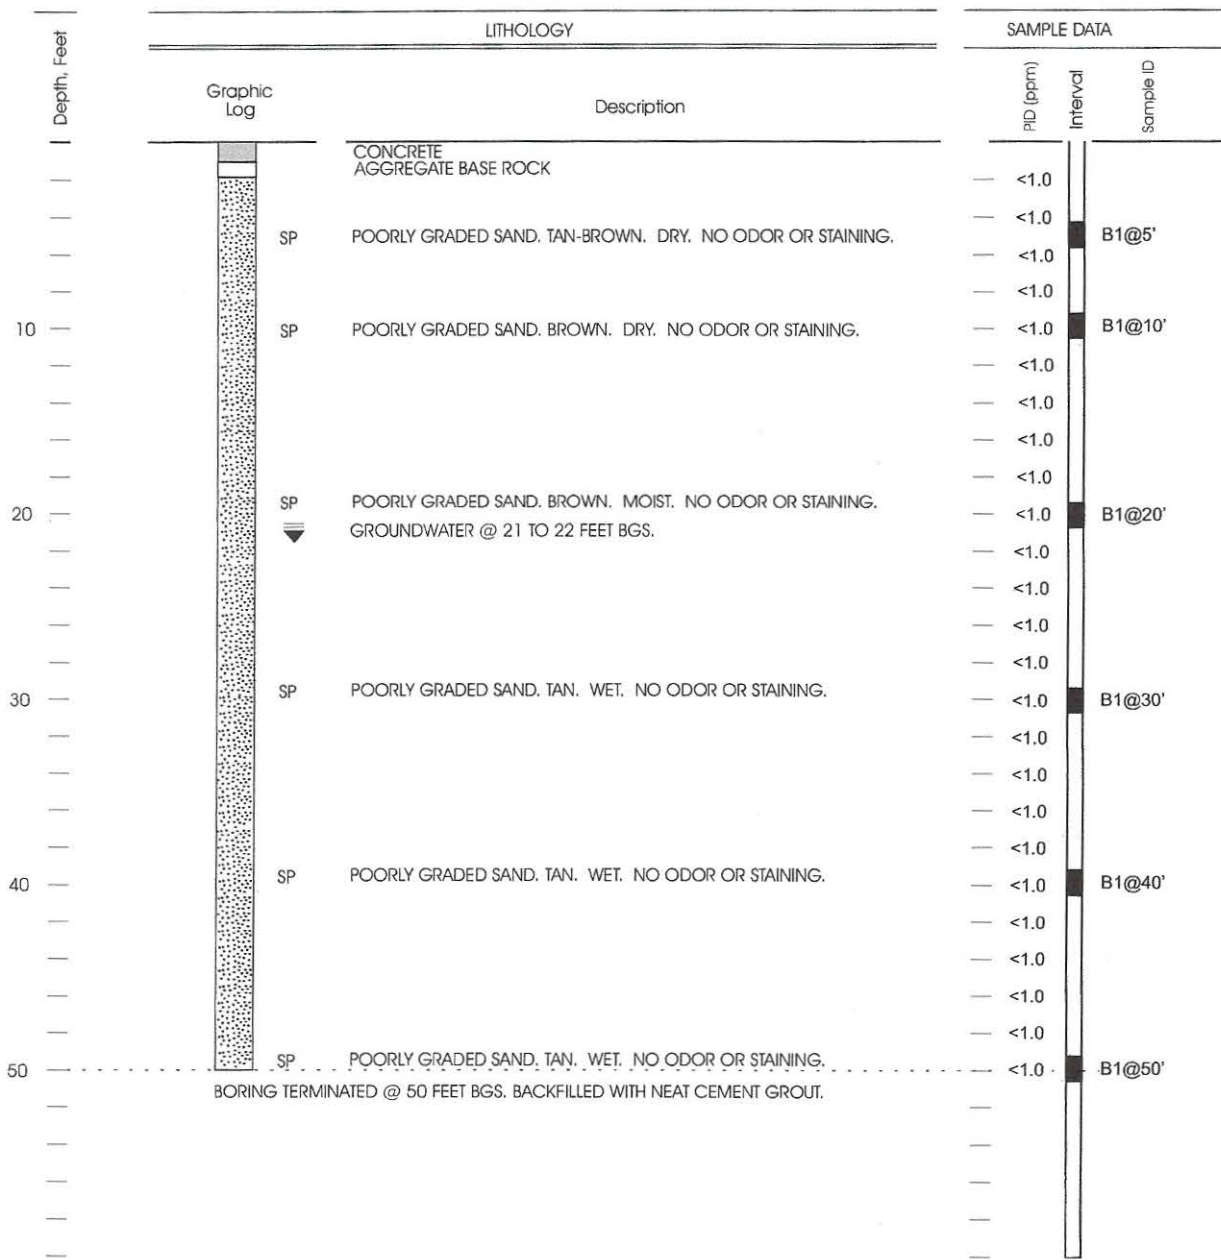 LITHOLOGY
SAMPLE DATA
Depth, Feet
Graphic
Log
Description
PID (ppm)
Interval
Sample ID
CONCRETE
AGGREGATE BASE ROCK
<1.0
<1.0
SP POORLY GRADED SAND. TAN-BROWN. DRY. NO ODOR OR STAINING. B1@5'
<1.0
<1.0
10 SP POORLY GRADED SAND. BROWN. DRY. NO ODOR OR STAINING. <1.0 B1@10'
<1.0
<1.0
<1.0
<1.0
SP POORLY GRADED SAND. BROWN. MOIST. NO ODOR OR STAINING.
20 <1.0 B1@20'
GROUNDWATER @ 21 TO 22 FEET BGS.
<1.0
<1.0
<1.0
<1.0
SP POORLY GRADED SAND. TAN. WET. NO ODOR OR STAINING.
30 <1.0 B1@30'
<1.0
<1.0
<1.0
<1.0
SP POORLY GRADED SAND. TAN. WET. NO ODOR OR STAINING.
40 <1.0 B1@40'
<1.0
<1.0
<1.0
<1.0
SP POORLY GRADED SAND. TAN. WET. NO ODOR OR STAINING.
50 <1.0 B1@50'
BORING TERMINATED @ 50 FEET BGS. BACKFILLED WITH NEAT CEMENT GROUT.